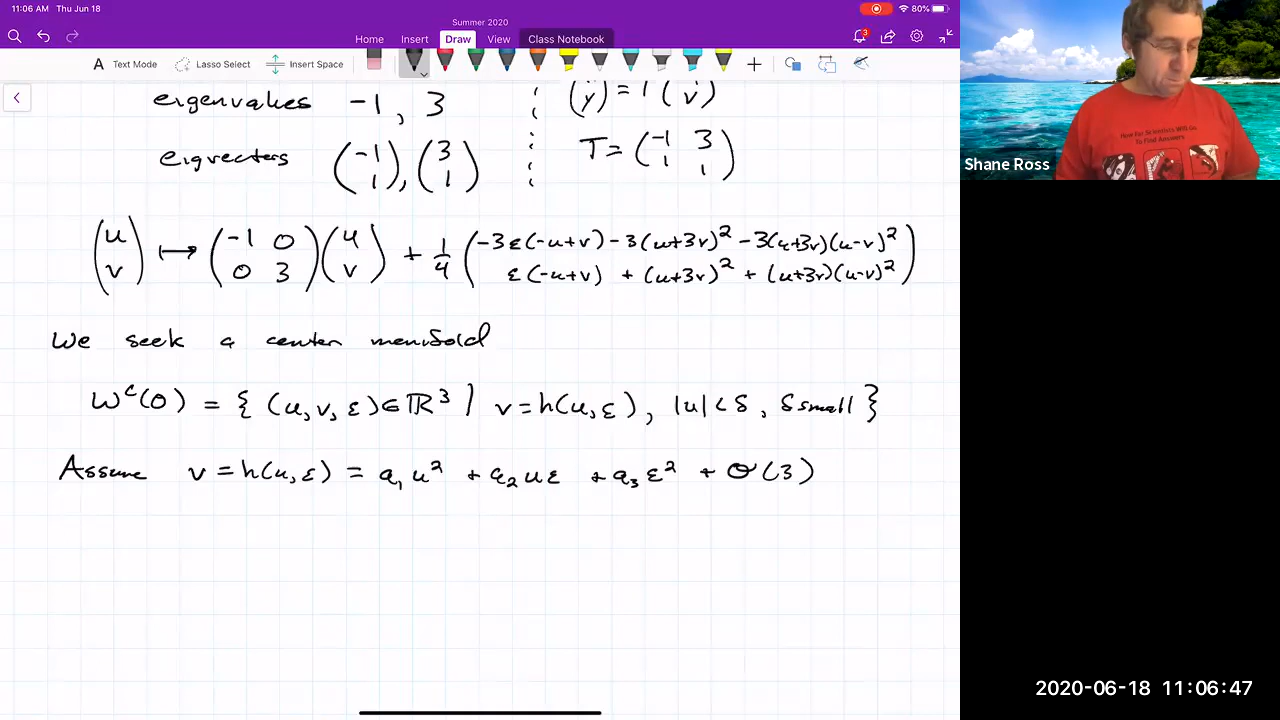 11:06 AM Thu Jun 18
80%
Summer 2020
Home Insert Draw View Class Notebook
3
A Text Mode Lasso Select Insert Space
eigenvalues -1, 3
eigvectors (-1 1), (3 1)
T = (-1 3 1 1)
(u v) ↦ (-1 0 0 3)(u v) + 1/4 (-3ε(-u+v) - 3(u+3v)² - 3(u+3v)(u-v)² ε(-u+v) + (u+3v)² + (u+3v)(u-v)²)
We seek a center manifold
Wᶜ(0) = { (u,v,ε) ∈ ℝ³ | v = h(u,ε), |u| < δ, δ small }
Assume v = h(u,ε) = a₁u² + a₂uε + a₃ε² + O(3)
Shane Ross
2020-06-18 11:06:47